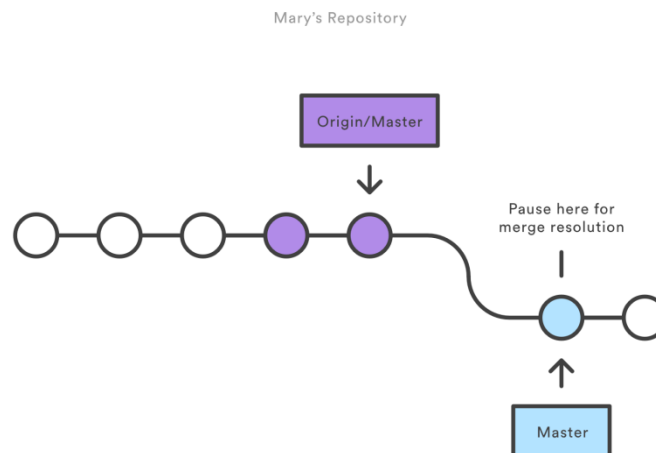 Mary's Repository
Origin/Master
Pause here for
merge resolution
Master